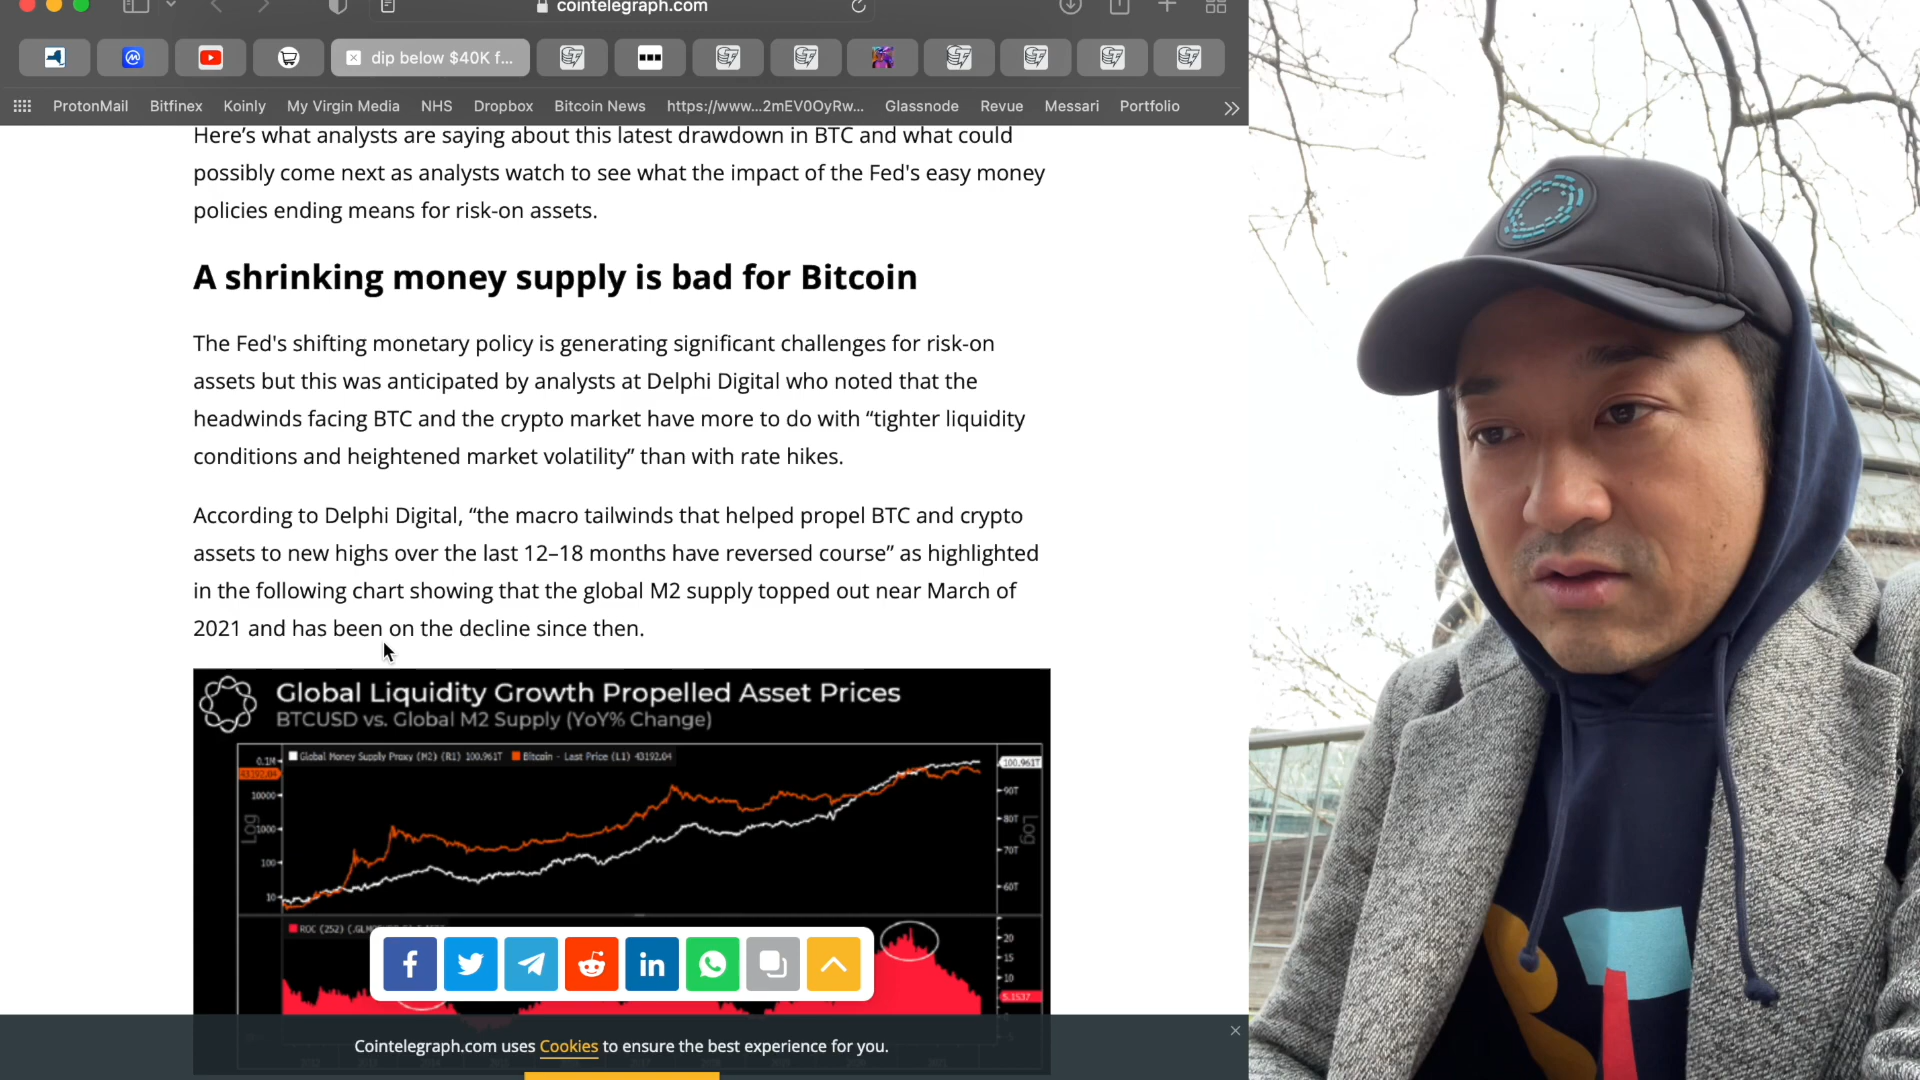 cointelegraph.com
dip below $40K f...
ProtonMail Bitfinex Koinly My Virgin Media NHS Dropbox Bitcoin News https://www...2mEV0OyRw... Glassnode Revue Messari Portfolio
Here’s what analysts are saying about this latest drawdown in BTC and what could
possibly come next as analysts watch to see what the impact of the Fed's easy money
policies ending means for risk-on assets.
A shrinking money supply is bad for Bitcoin
The Fed's shifting monetary policy is generating significant challenges for risk-on
assets but this was anticipated by analysts at Delphi Digital who noted that the
headwinds facing BTC and the crypto market have more to do with “tighter liquidity
conditions and heightened market volatility” than with rate hikes.
According to Delphi Digital, “the macro tailwinds that helped propel BTC and crypto
assets to new highs over the last 12–18 months have reversed course” as highlighted
in the following chart showing that the global M2 supply topped out near March of
2021 and has been on the decline since then.
Global Liquidity Growth Propelled Asset Prices
BTCUSD vs. Global M2 Supply (YoY% Change)
Global Money Supply Proxy (M2) (R1) 100.961T Bitcoin - Last Price (L1) 43192.04
0.1M
100.961T
43192.04
10000
90T
80T
1000
Log
Log
70T
100
60T
10
ROC (252)
20
15
10
5.1537
Cointelegraph.com uses Cookies to ensure the best experience for you.